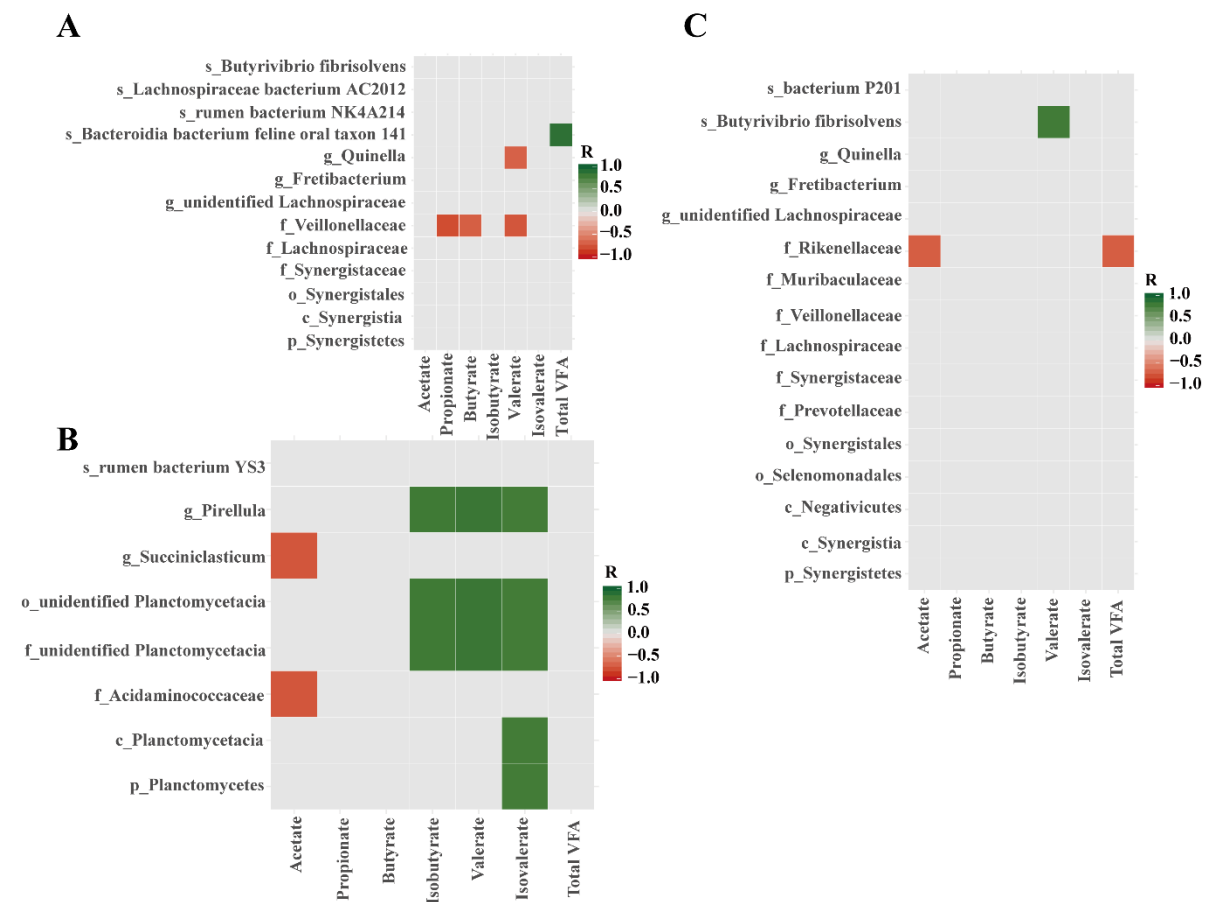 A
s_Butyrivibrio fibrisolvens
s_Lachnospiraceae bacterium AC2012
s_rumen bacterium NK4A214
s_Bacteroidia bacterium feline oral taxon 141
g_Quinella
g_Fretibacterium
g_unidentified Lachnospiraceae
f_Veillonellaceae
f_Lachnospiraceae
f_Synergistaceae
o_Synergistales
c_Synergistia
p_Synergistetes
Acetate
Propionate
Butyrate
Isobutyrate
Valerate
Isovalerate
Total VFA
R
1.0
0.5
0.0
−0.5
−1.0
B
s_rumen bacterium YS3
g_Pirellula
g_Succiniclasticum
o_unidentified Planctomycetacia
f_unidentified Planctomycetacia
f_Acidaminococcaceae
c_Planctomycetacia
p_Planctomycetes
Acetate
Propionate
Butyrate
Isobutyrate
Valerate
Isovalerate
Total VFA
R
1.0
0.5
0.0
−0.5
−1.0
C
s_bacterium P201
s_Butyrivibrio fibrisolvens
g_Quinella
g_Fretibacterium
g_unidentified Lachnospiraceae
f_Rikenellaceae
f_Muribaculaceae
f_Veillonellaceae
f_Lachnospiraceae
f_Synergistaceae
f_Prevotellaceae
o_Synergistales
o_Selenomonadales
c_Negativicutes
c_Synergistia
p_Synergistetes
Acetate
Propionate
Butyrate
Isobutyrate
Valerate
Isovalerate
Total VFA
R
1.0
0.5
0.0
−0.5
−1.0